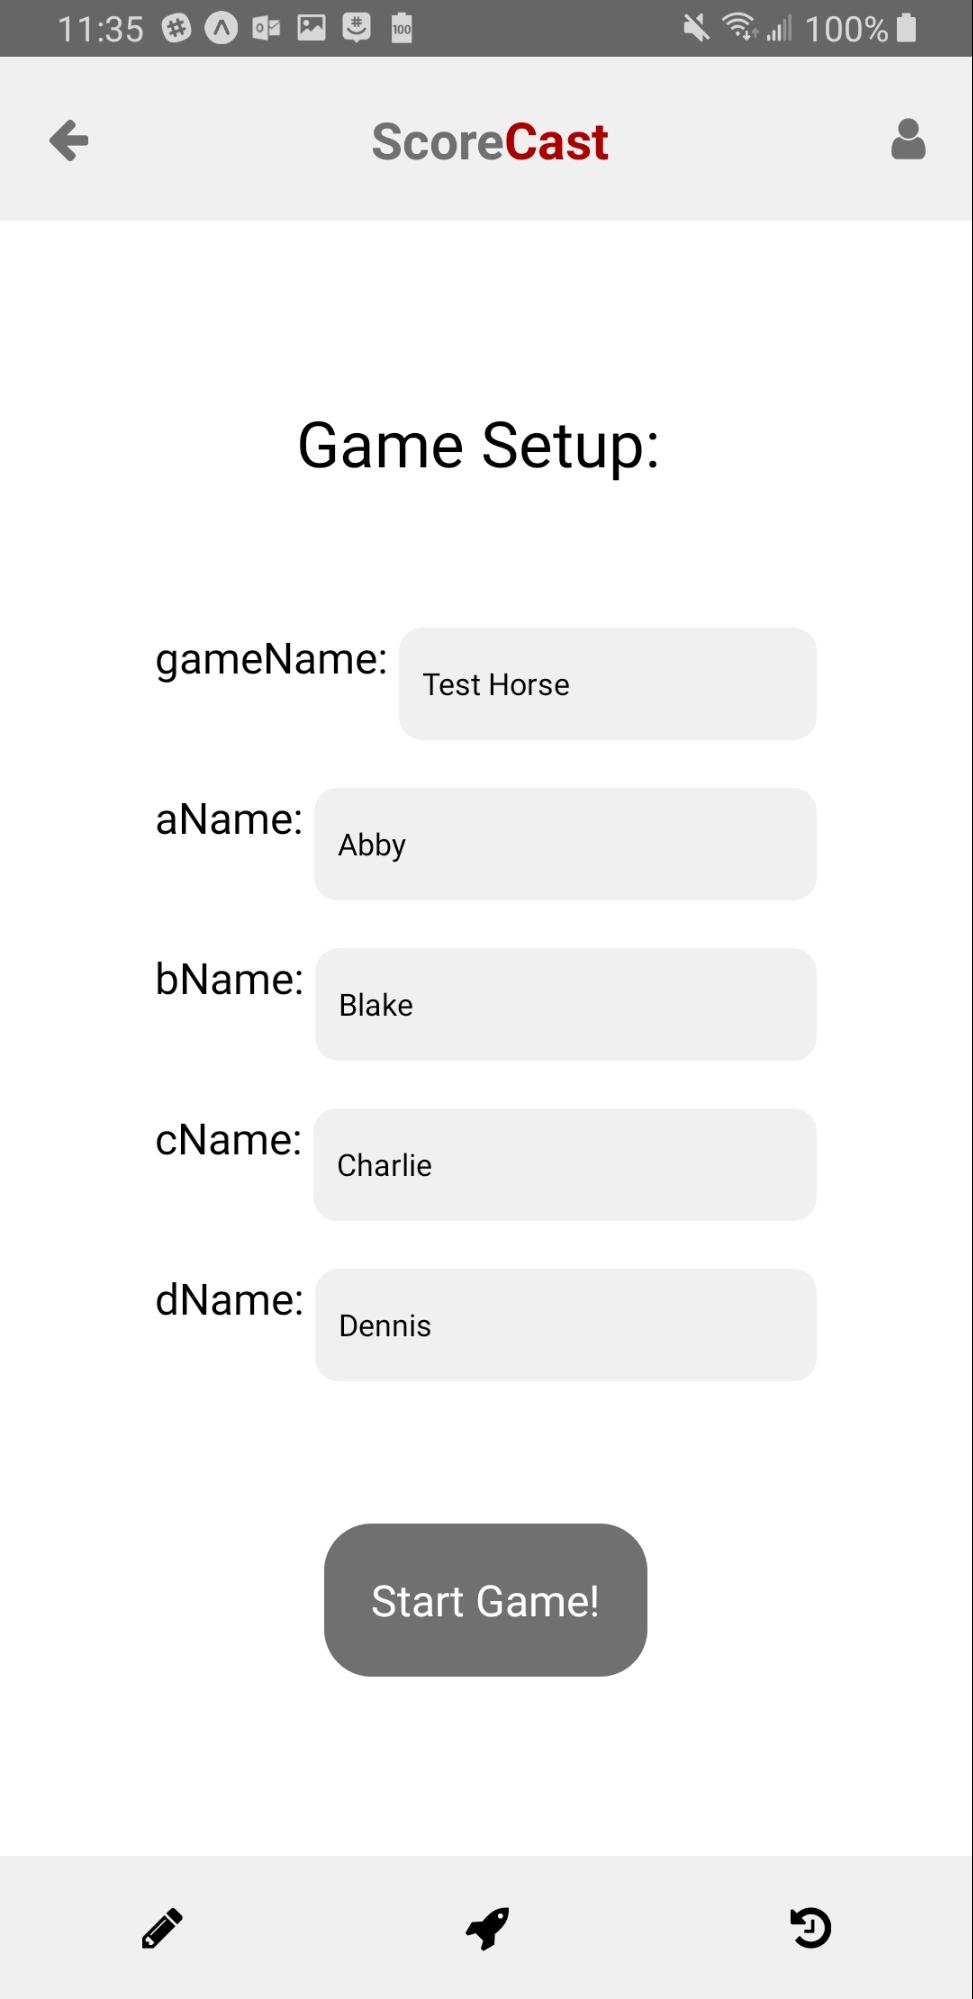 11:35 100 100%
ScoreCast
Game Setup:
gameName: Test Horse
aName: Abby
bName: Blake
cName: Charlie
dName: Dennis
Start Game!